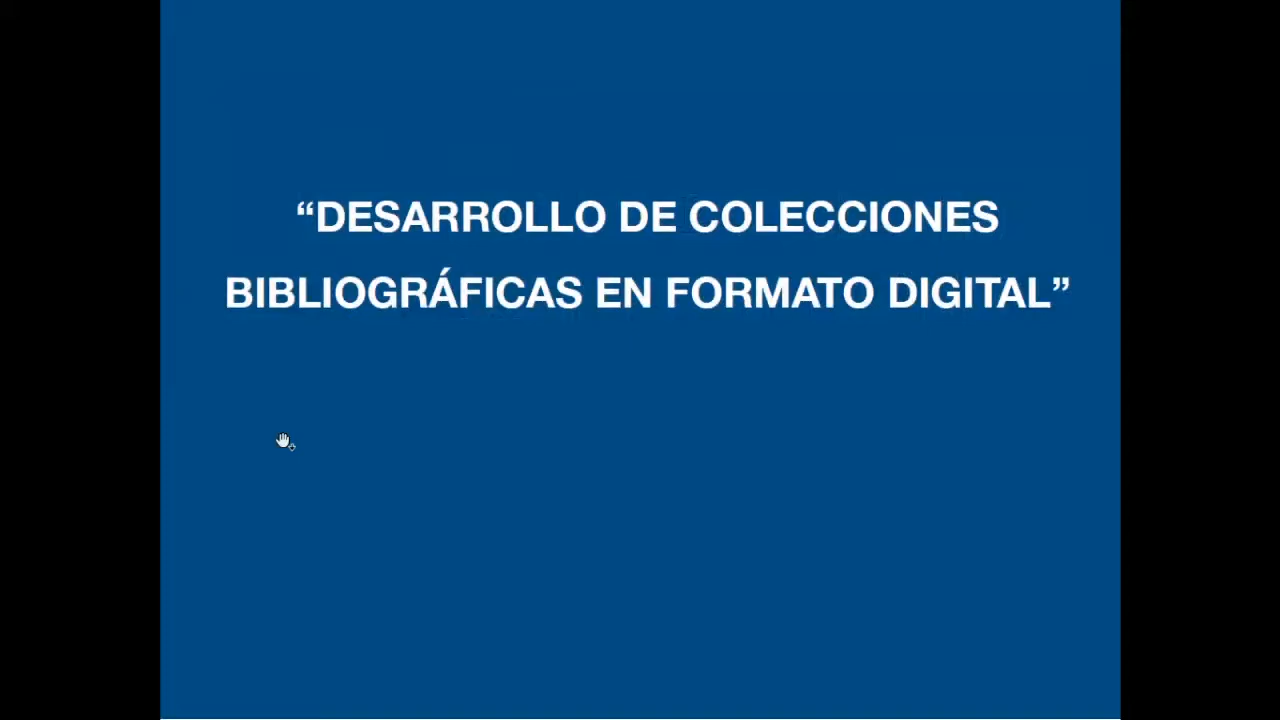 “DESARROLLO DE COLECCIONES
BIBLIOGRÁFICAS EN FORMATO DIGITAL”